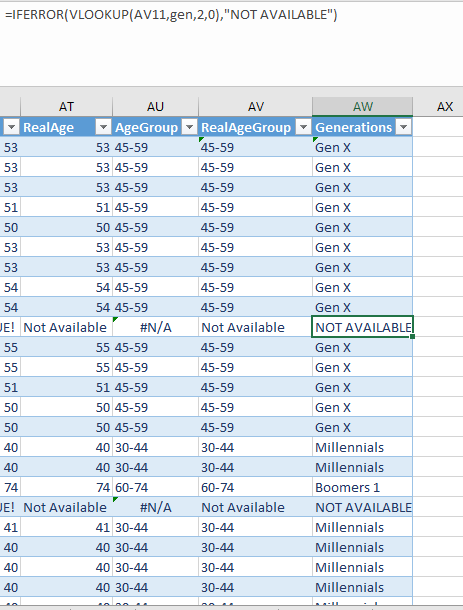 =IFERROR(VLOOKUP(AV11,gen,2,0),"NOT AVAILABLE")
AT AU AV AW AX
RealAge AgeGroup RealAgeGroup Generations
53 53 45-59 45-59 Gen X
53 53 45-59 45-59 Gen X
53 53 45-59 45-59 Gen X
51 51 45-59 45-59 Gen X
50 50 45-59 45-59 Gen X
53 53 45-59 45-59 Gen X
53 53 45-59 45-59 Gen X
54 54 45-59 45-59 Gen X
54 54 45-59 45-59 Gen X
UE! Not Available #N/A Not Available NOT AVAILABLE
55 55 45-59 45-59 Gen X
55 55 45-59 45-59 Gen X
51 51 45-59 45-59 Gen X
50 50 45-59 45-59 Gen X
50 50 45-59 45-59 Gen X
40 40 30-44 30-44 Millennials
40 40 30-44 30-44 Millennials
74 74 60-74 60-74 Boomers 1
UE! Not Available #N/A Not Available NOT AVAILABLE
41 41 30-44 30-44 Millennials
40 40 30-44 30-44 Millennials
40 40 30-44 30-44 Millennials
40 40 30-44 30-44 Millennials